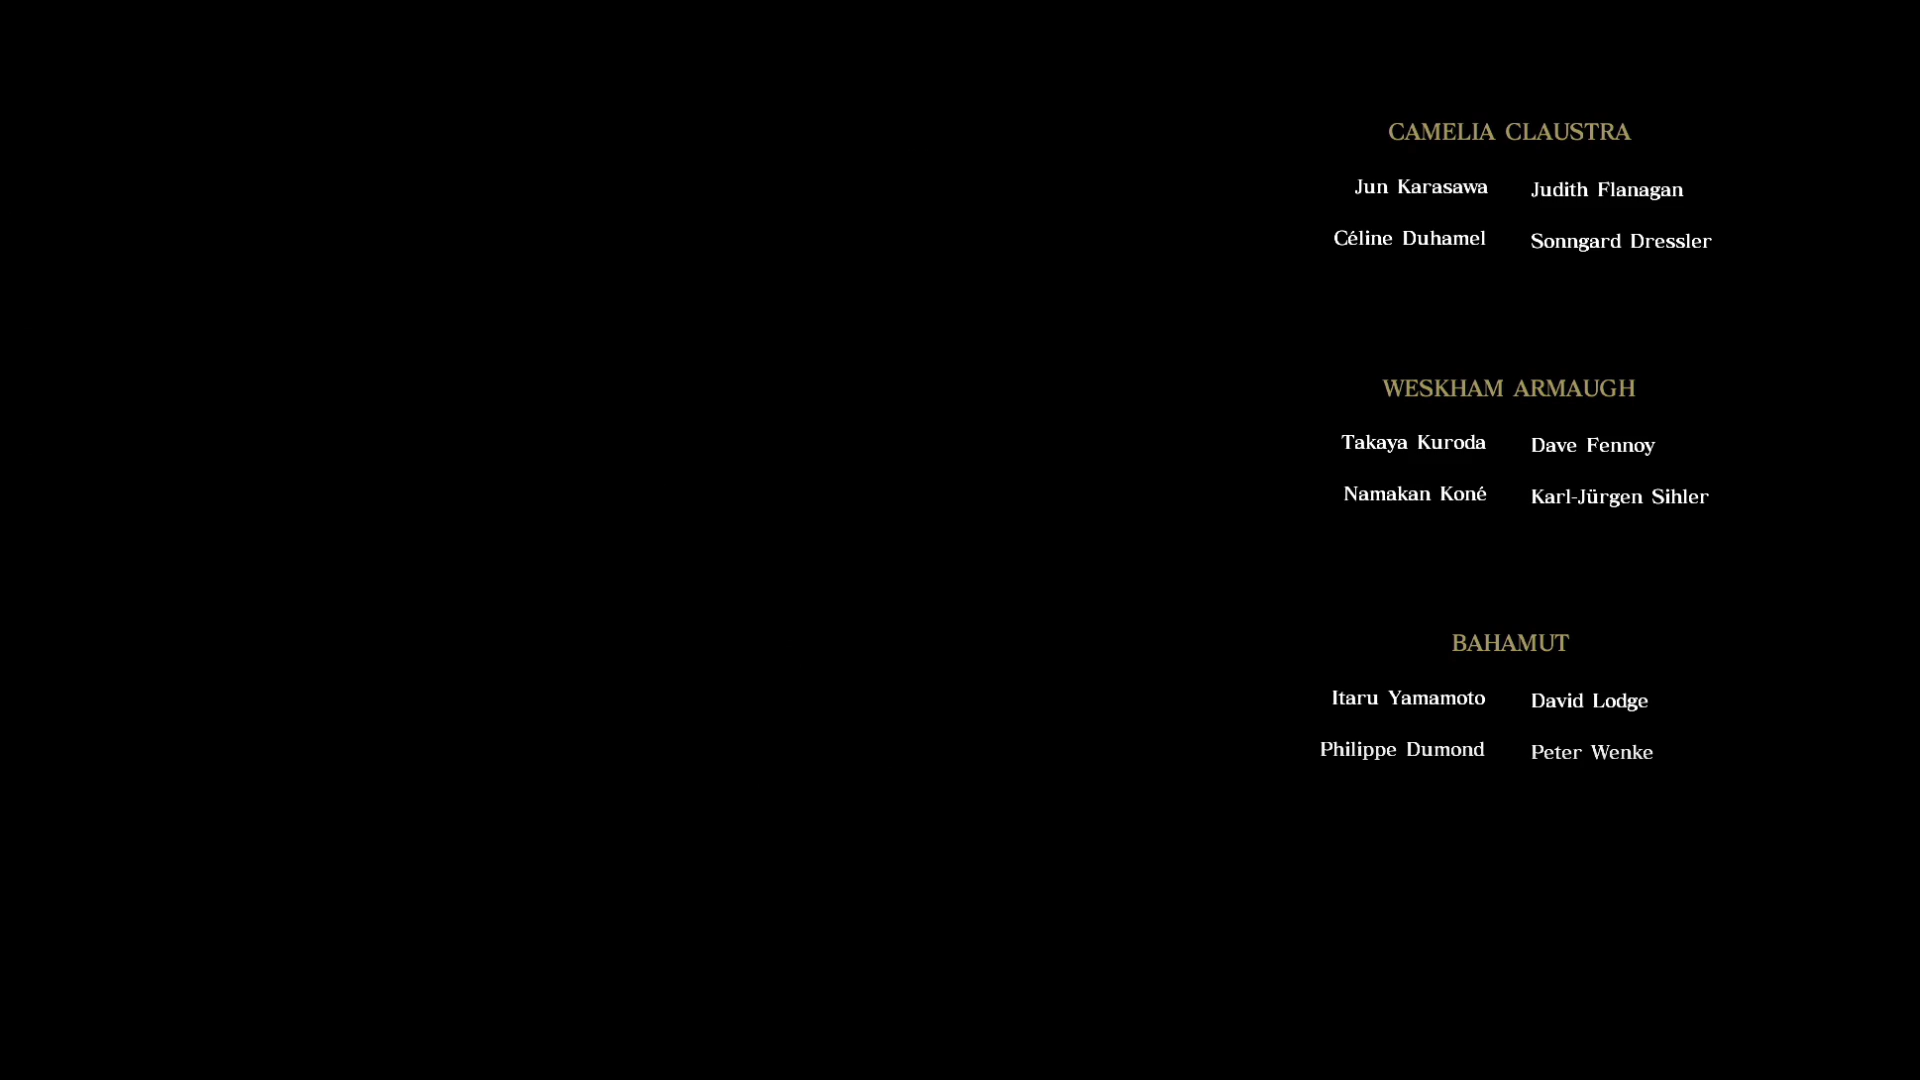 CAMELIA CLAUSTRA
Jun Karasawa Judith Flanagan
Céline Duhamel Sonngard Dressler
WESKHAM ARMAUGH
Takaya Kuroda Dave Fennoy
Namakan Koné Karl-Jürgen Sihler
BAHAMUT
Itaru Yamamoto David Lodge
Philippe Dumond Peter Wenke